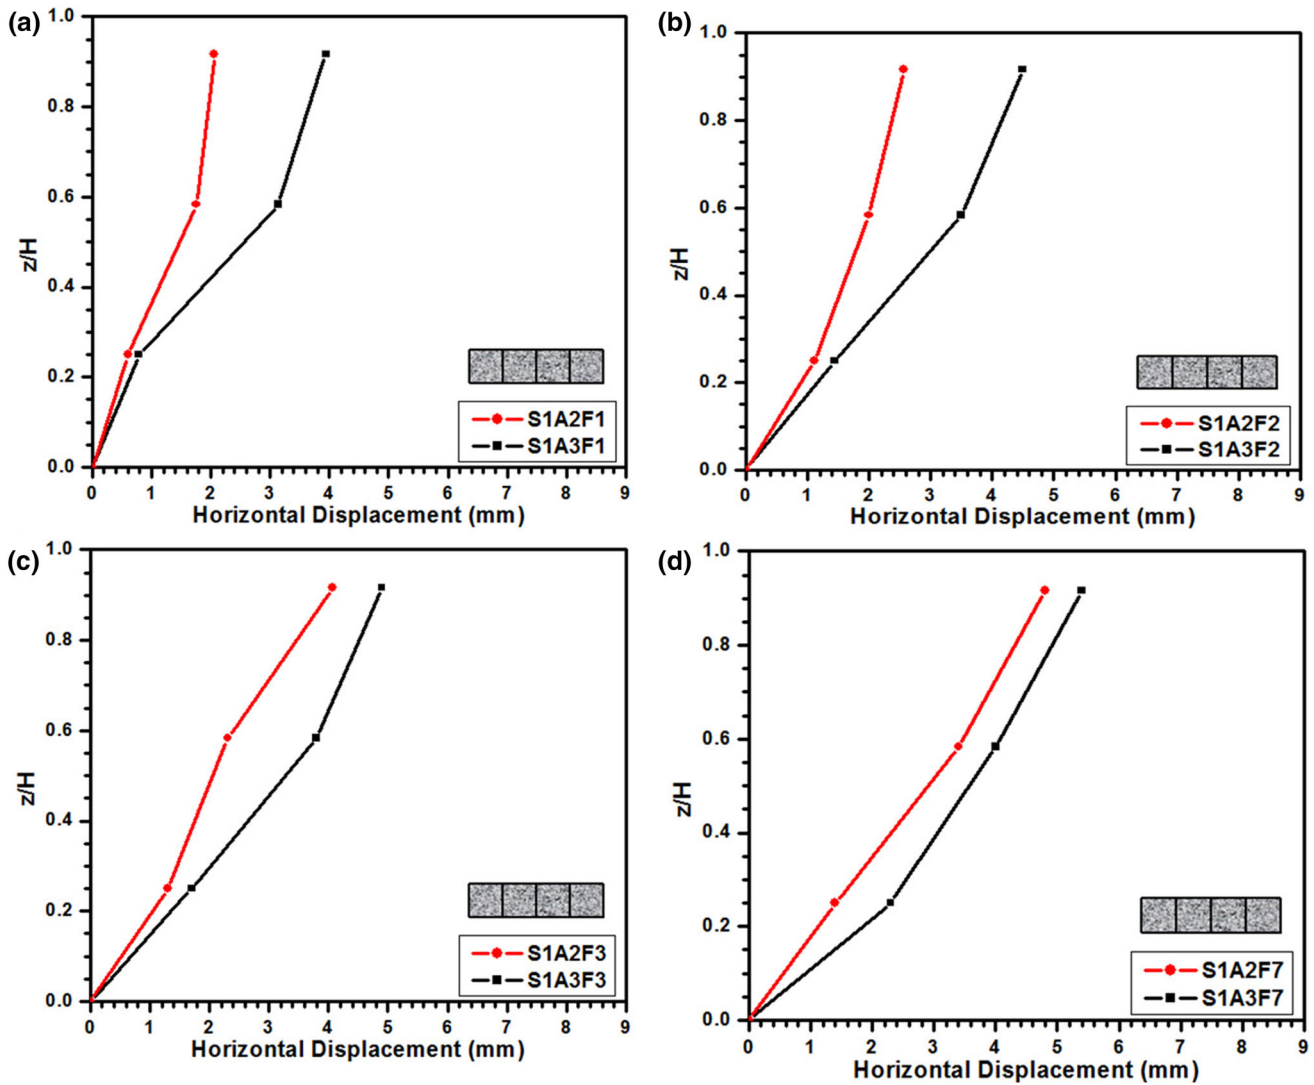 (a)
1.0
0.8
0.6
0.4
0.2
0.0
z/H
0 1 2 3 4 5 6 7 8 9
Horizontal Displacement (mm)
S1A2F1
S1A3F1
(b)
1.0
0.8
0.6
0.4
0.2
0.0
z/H
0 1 2 3 4 5 6 7 8 9
Horizontal Displacement (mm)
S1A2F2
S1A3F2
(c)
1.0
0.8
0.6
0.4
0.2
0.0
z/H
0 1 2 3 4 5 6 7 8 9
Horizontal Displacement (mm)
S1A2F3
S1A3F3
(d)
1.0
0.8
0.6
0.4
0.2
0.0
z/H
0 1 2 3 4 5 6 7 8 9
Horizontal Displacement (mm)
S1A2F7
S1A3F7